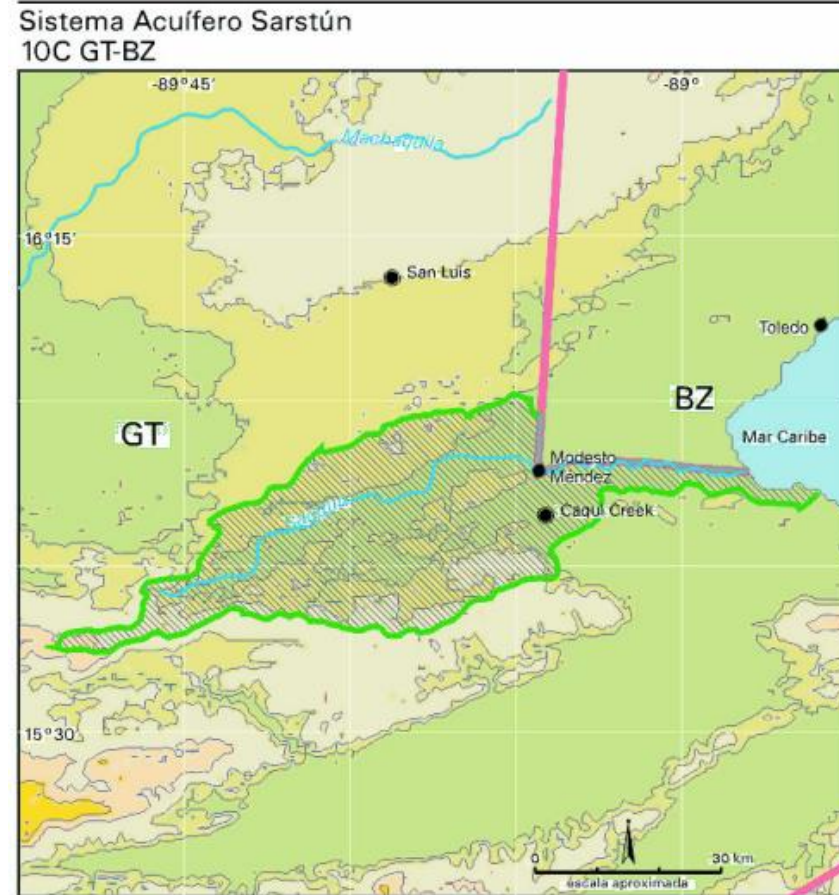 Sistema Acuífero Sarstún
10C GT-BZ
-89°45'
-89°
Machaquila
16°15'
San Luis
Toledo
BZ
GT
Mar Caribe
Modesto
Méndez
Caqui Creek
15°30'
0
30 km
escala aproximada